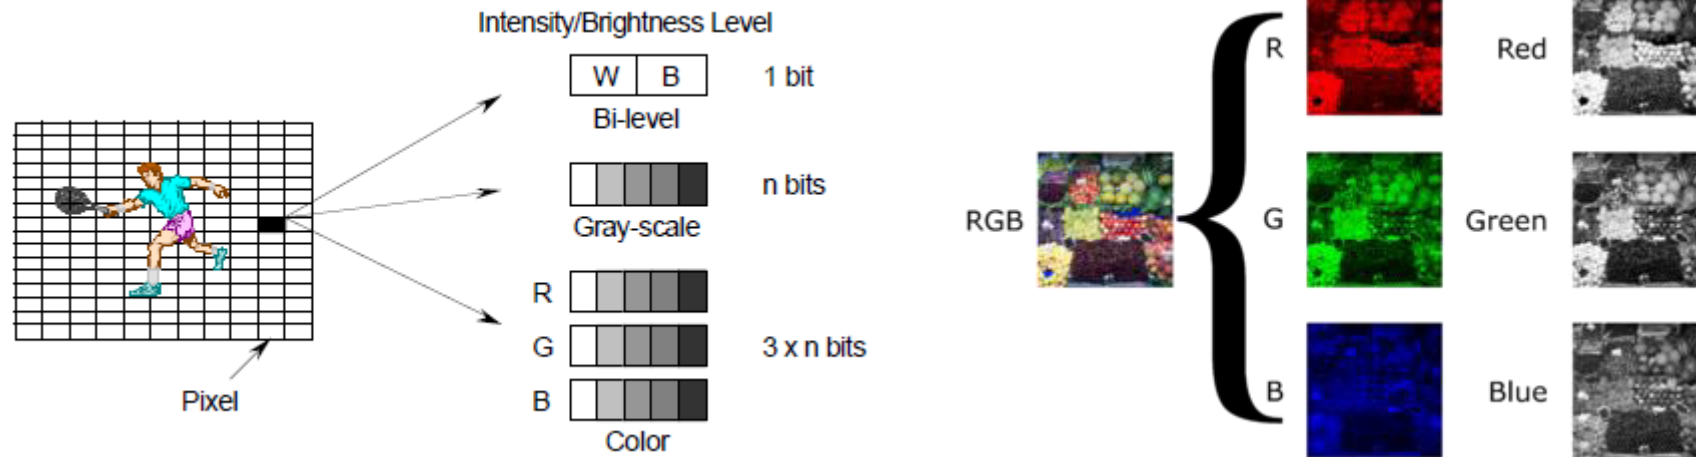 Intensity/Brightness Level
W B 1 bit
Bi-level
n bits
Gray-scale
R
G 3 x n bits
B
Color
Pixel
RGB
R Red
G Green
B Blue